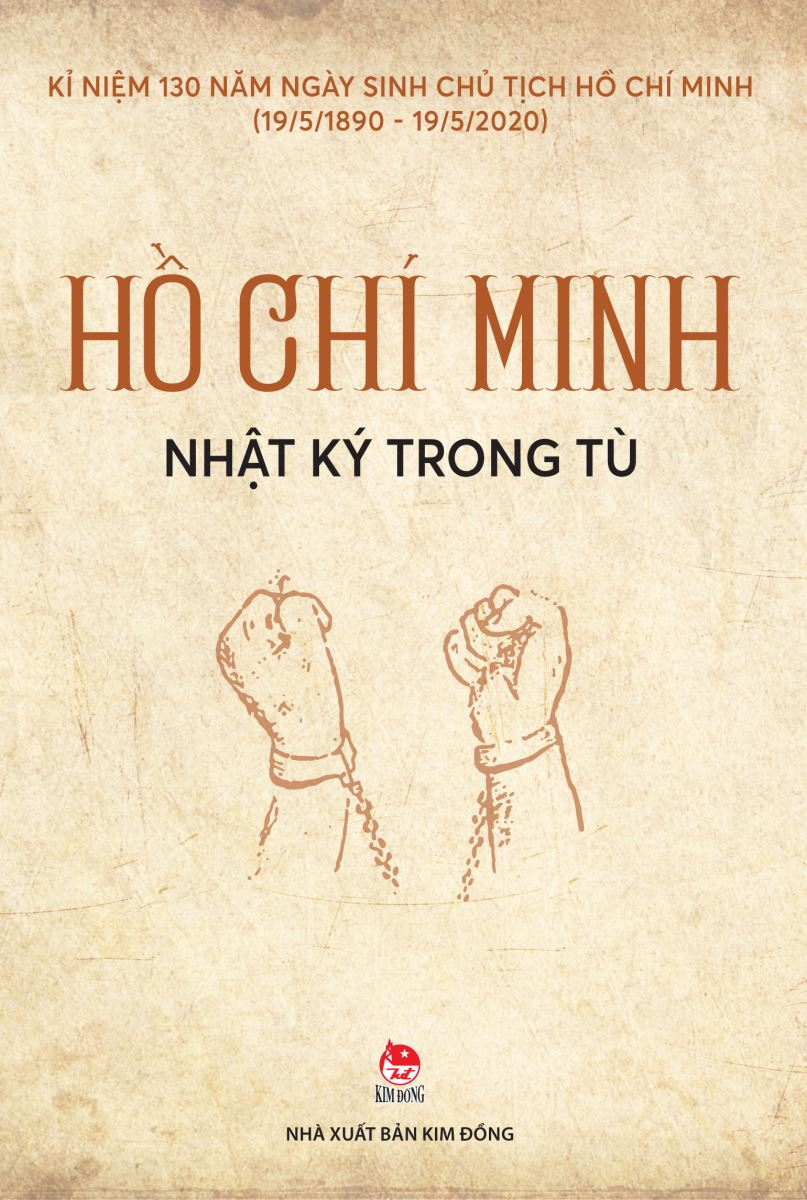 KỈ NIỆM 130 NĂM NGÀY SINH CHỦ TỊCH HỒ CHÍ MINH
(19/5/1890 - 19/5/2020)
HỒ CHÍ MINH
NHẬT KÝ TRONG TÙ
kđ
KIM ĐỒNG
NHÀ XUẤT BẢN KIM ĐỒNG